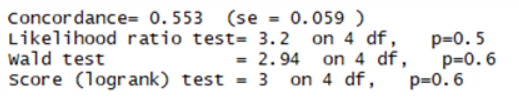 Concordance= 0.553  (se = 0.059 )
Likelihood ratio test= 3.2  on 4 df,   p=0.5
Wald test            = 2.94  on 4 df,   p=0.6
Score (logrank) test = 3  on 4 df,   p=0.6